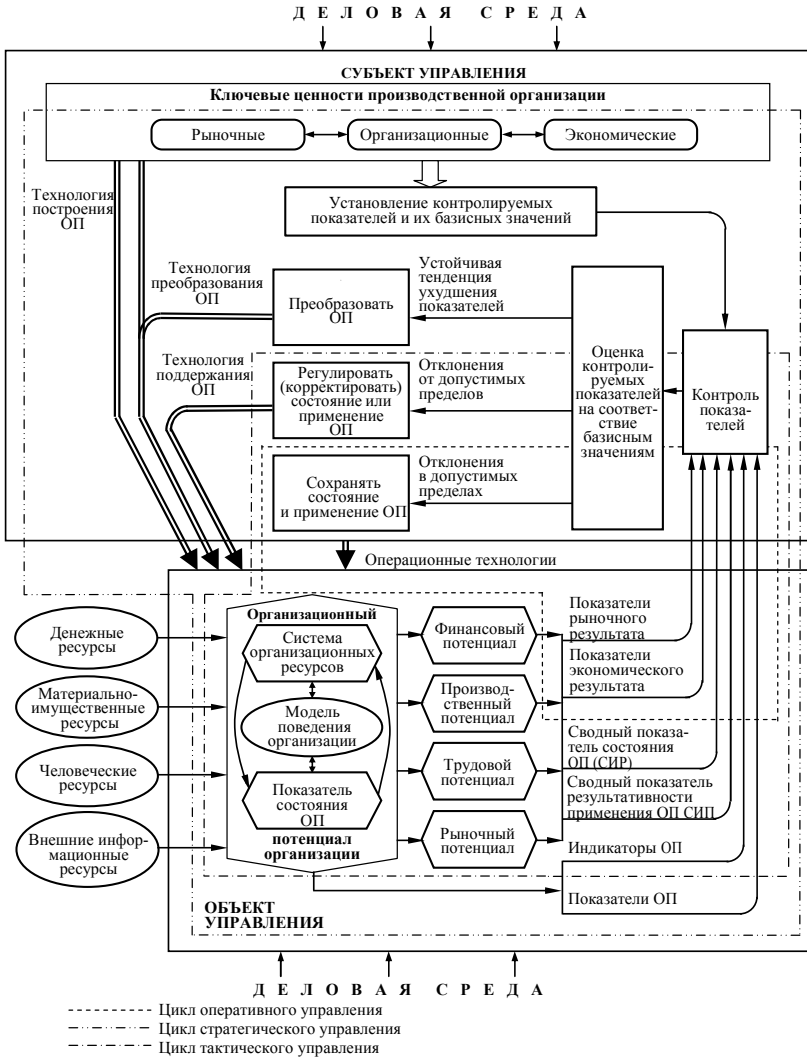 Д Е Л О В А Я С Р Е Д А
СУБЪЕКТ УПРАВЛЕНИЯ
Ключевые ценности производственной организации
Рыночные
Организационные
Экономические
Технология
построения
ОП
Установление контролируемых
показателей и их базисных значений
Технология
преобразования
ОП
Преобразовать
ОП
Устойчивая
тенденция
ухудшения
показателей
Оценка
контроли-
руемых
показателей
на соответ-
ствие
базисным
значениям
Контроль
показа-
телей
Технология
поддержания
ОП
Регулировать
(корректировать)
состояние или
применение
ОП
Отклонения
от допустимых
пределов
Сохранять
состояние
и применение ОП
Отклонения
в допустимых
пределах
Операционные технологии
Денежные
ресурсы
Материально-
имущественные
ресурсы
Человеческие
ресурсы
Внешние инфор-
мационные
ресурсы
Организационный
Система
организационных
ресурсов
Модель
поведения
организации
Показатель
состояния
ОП
потенциал
организации
Финансовый
потенциал
Производ-
ственный
потенциал
Трудовой
потенциал
Рыночный
потенциал
Показатели
рыночного
результата
Показатели
экономического
результата
Сводный показа-
тель состояния
ОП (СИР)
Сводный показатель
результативности
применения ОП СИП
Индикаторы ОП
Показатели ОП
ОБЪЕКТ
УПРАВЛЕНИЯ
Д Е Л О В А Я С Р Е Д А
Цикл оперативного управления
Цикл стратегического управления
Цикл тактического управления